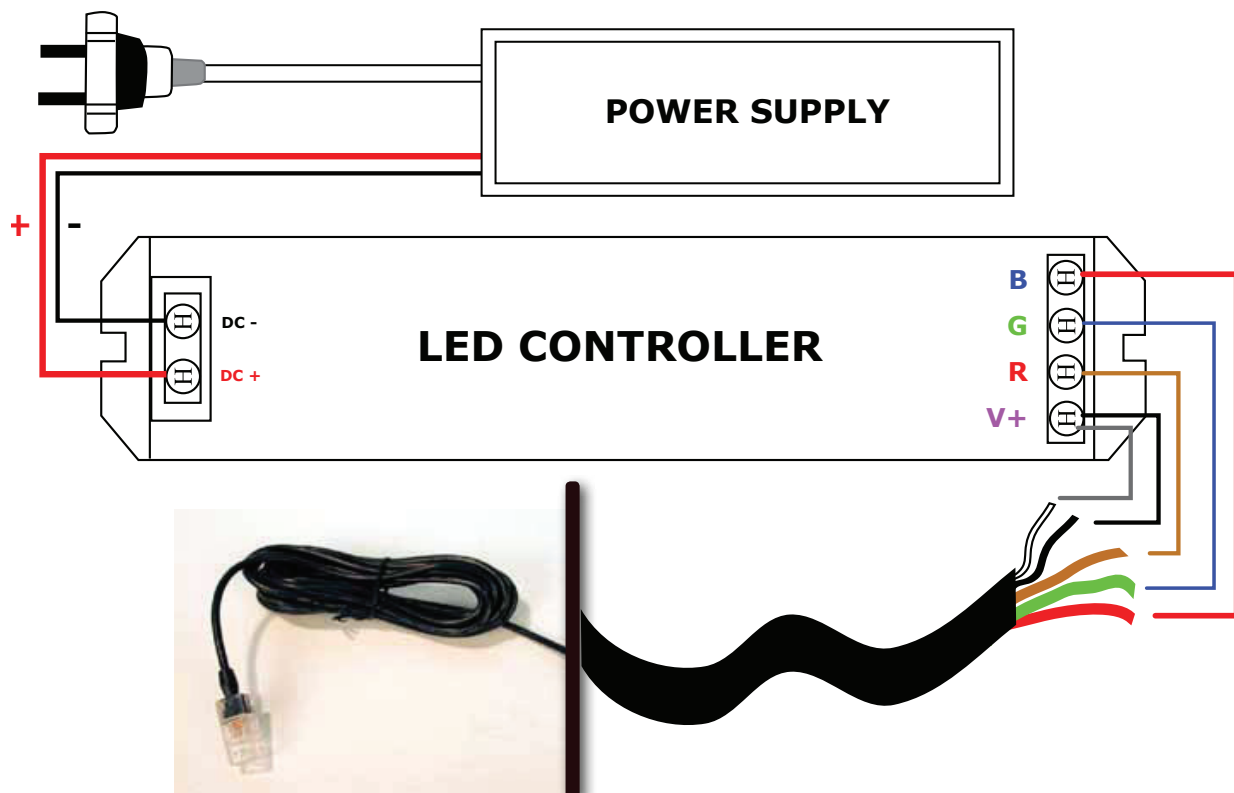 POWER SUPPLY
+ -
B
DC -
G
LED CONTROLLER
DC +
R
V+